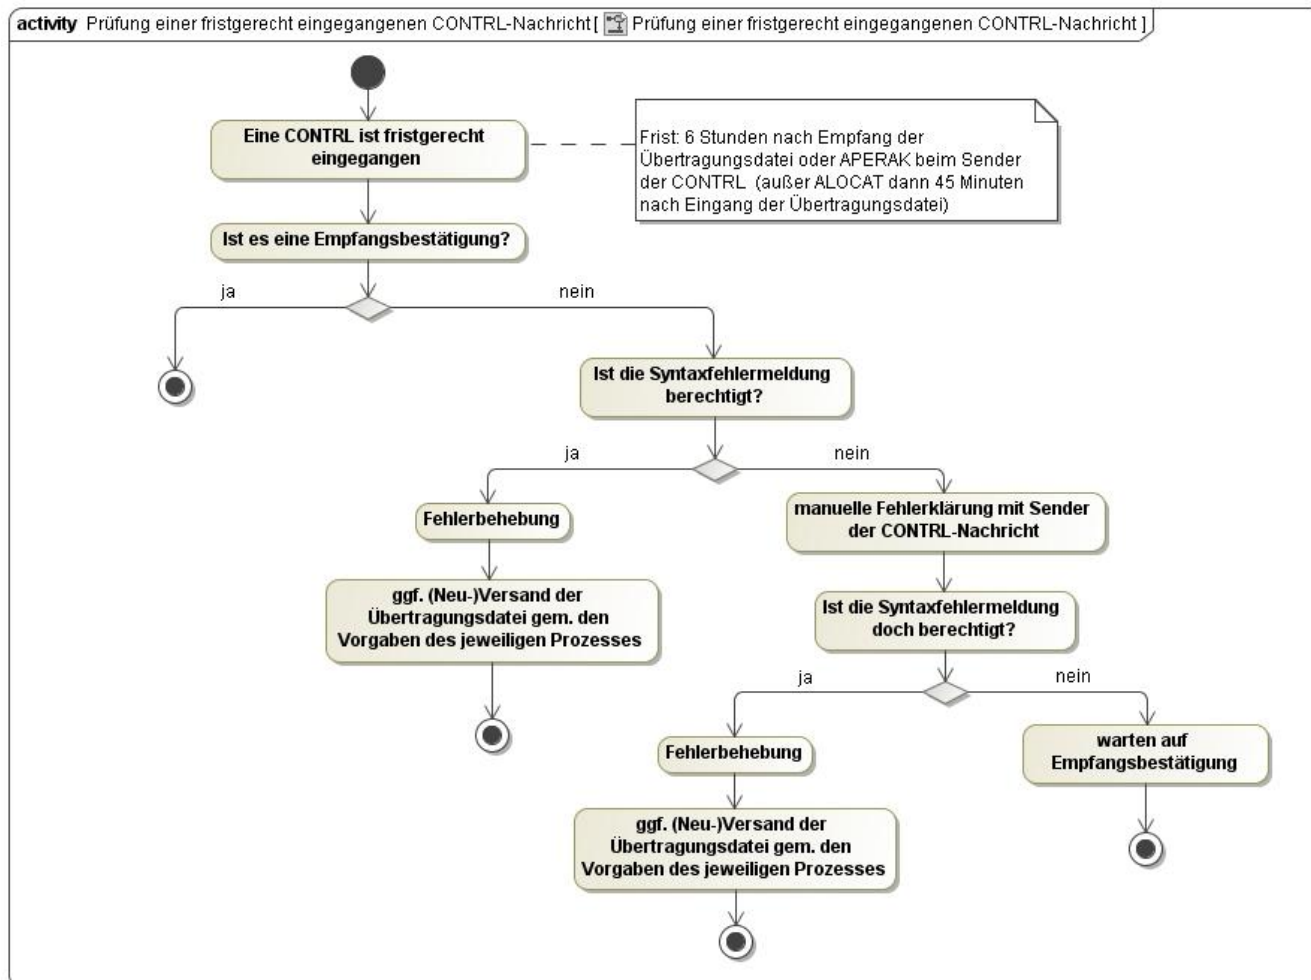 activity Prüfung einer fristgerecht eingegangenen CONTRL-Nachricht [ Prüfung einer fristgerecht eingegangenen CONTRL-Nachricht ]
Eine CONTRL ist fristgerecht
eingegangen
Frist: 6 Stunden nach Empfang der
Übertragungsdatei oder APERAK beim Sender
der CONTRL (außer ALOCAT dann 45 Minuten
nach Eingang der Übertragungsdatei)
Ist es eine Empfangsbestätigung?
ja
nein
Ist die Syntaxfehlermeldung
berechtigt?
ja
nein
Fehlerbehebung
manuelle Fehlerklärung mit Sender
der CONTRL-Nachricht
ggf. (Neu-)Versand der
Übertragungsdatei gem. den
Vorgaben des jeweiligen Prozesses
Ist die Syntaxfehlermeldung
doch berechtigt?
ja
nein
Fehlerbehebung
warten auf
Empfangsbestätigung
ggf. (Neu-)Versand der
Übertragungsdatei gem. den
Vorgaben des jeweiligen Prozesses